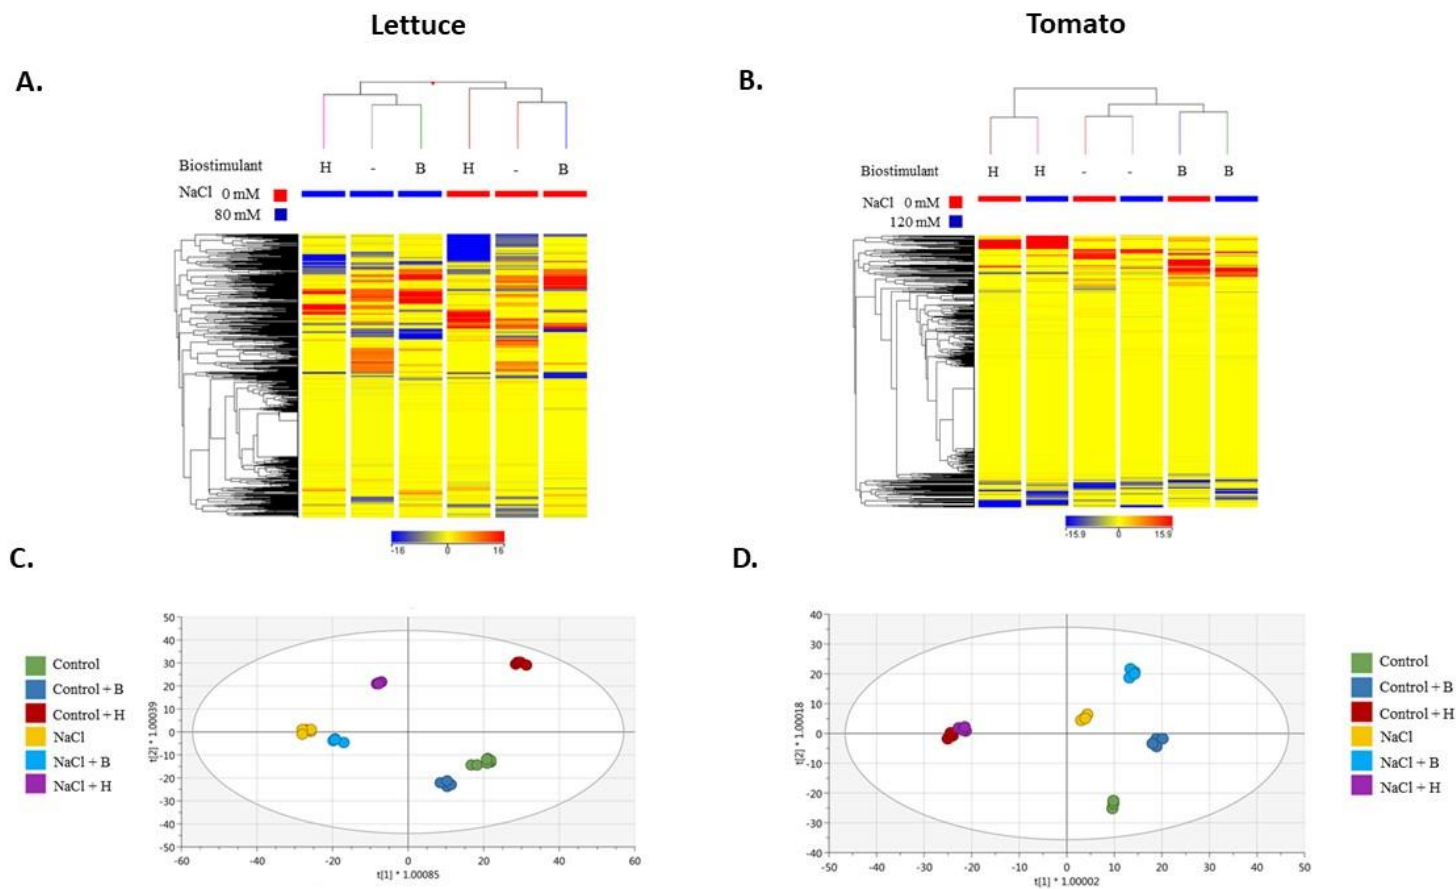 Lettuce
Tomato
A.
B.
Biostimulant H - B H - B
NaCl 0 mM
80 mM
-16 0 16
Biostimulant H H - - B B
NaCl 0 mM
120 mM
-15.9 0 15.9
C.
D.
Control
Control + B
Control + H
NaCl
NaCl + B
NaCl + H
50
40
30
20
10
0
-10
-20
-30
-40
-50
-60 -40 -20 0 20 40 60
t[2] * 1.00039
t[1] * 1.00085
40
30
20
10
0
-10
-20
-30
-40
-50 -40 -30 -20 -10 0 10 20 30 40 50
t[2] * 1.00018
t[1] * 1.00002
Control
Control + B
Control + H
NaCl
NaCl + B
NaCl + H